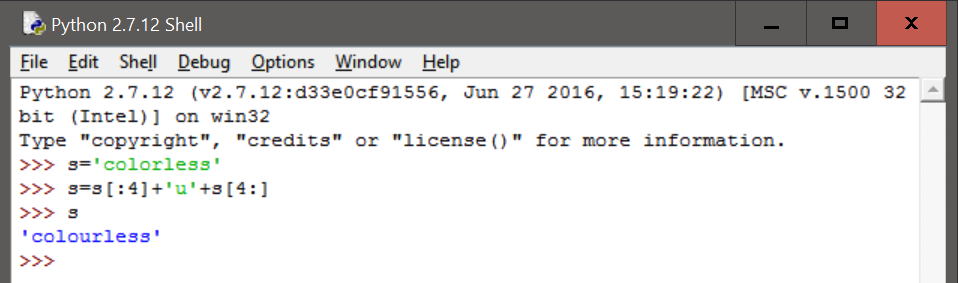 Python 2.7.12 Shell
File Edit Shell Debug Options Window Help
Python 2.7.12 (v2.7.12:d33e0cf91556, Jun 27 2016, 15:19:22) [MSC v.1500 32
bit (Intel)] on win32
Type "copyright", "credits" or "license()" for more information.
>>> s='colorless'
>>> s=s[:4]+'u'+s[4:]
>>> s
'colourless'
>>>